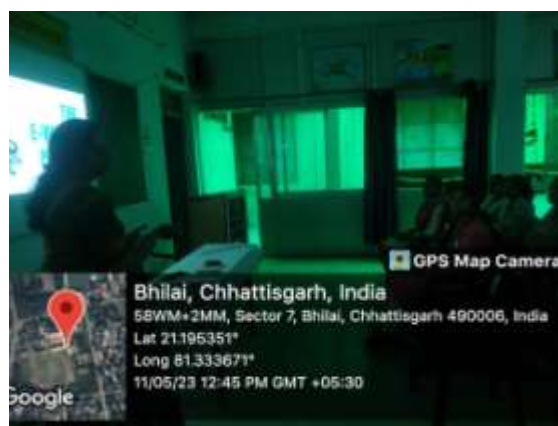 GPS Map Camera
Bhilai, Chhattisgarh, India
58WM+2MM, Sector 7, Bhilai, Chhattisgarh 490006, India
Lat 21.195351°
Long 81.333671°
11/05/23 12:45 PM GMT +05:30
Google